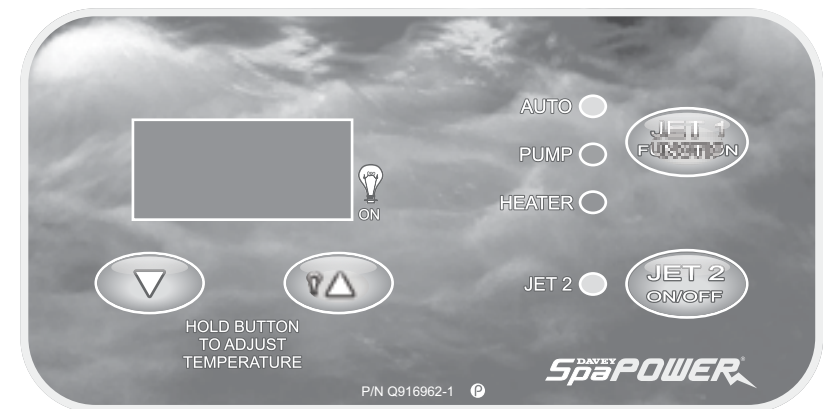 AUTO
JET 1
FUNCTION
PUMP
HEATER
ON
JET 2
JET 2
ON/OFF
HOLD BUTTON
TO ADJUST
TEMPERATURE
DAVEY
SpaPOWER
P/N Q916962-1 P